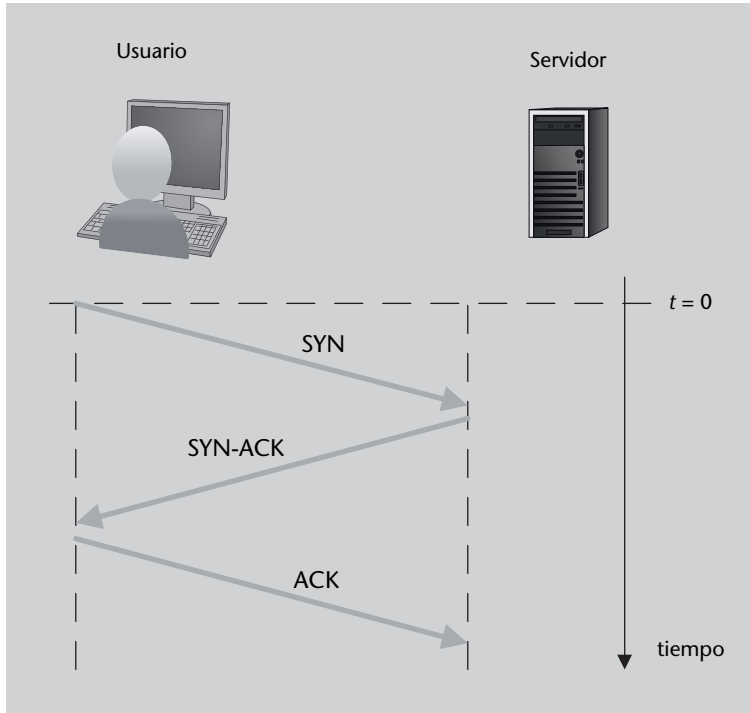 Usuario
Servidor
t = 0
SYN
SYN-ACK
ACK
tiempo